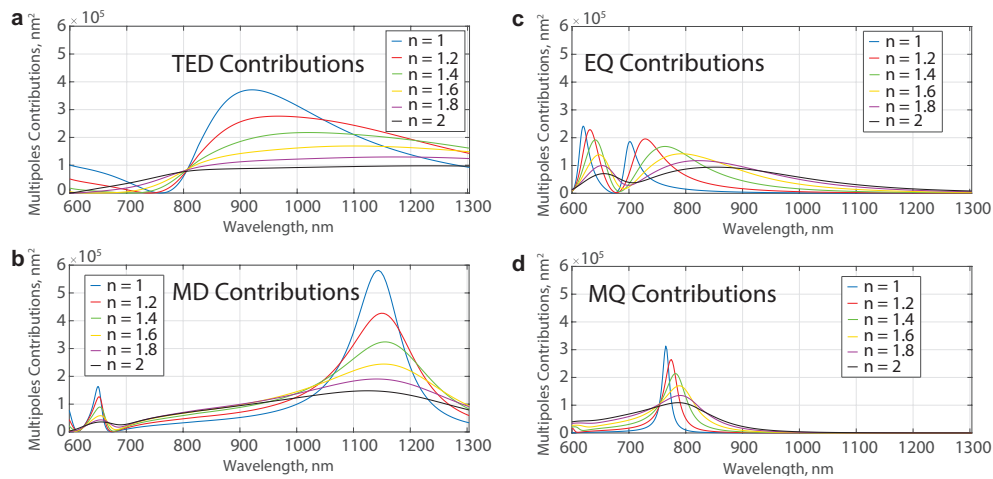 a
× 10⁵
TED Contributions
Multipoles Contributions, nm²
6
5
4
3
2
1
0
n = 1
n = 1.2
n = 1.4
n = 1.6
n = 1.8
n = 2
600 700 800 900 1000 1100 1200 1300
Wavelength, nm
b
× 10⁵
MD Contributions
Multipoles Contributions, nm²
6
5
4
3
2
1
0
n = 1
n = 1.2
n = 1.4
n = 1.6
n = 1.8
n = 2
600 700 800 900 1000 1100 1200 1300
Wavelength, nm
c
× 10⁵
EQ Contributions
Multipoles Contributions, nm²
6
5
4
3
2
1
0
n = 1
n = 1.2
n = 1.4
n = 1.6
n = 1.8
n = 2
600 700 800 900 1000 1100 1200 1300
Wavelength, nm
d
× 10⁵
MQ Contributions
Multipoles Contributions, nm²
6
5
4
3
2
1
0
n = 1
n = 1.2
n = 1.4
n = 1.6
n = 1.8
n = 2
600 700 800 900 1000 1100 1200 1300
Wavelength, nm